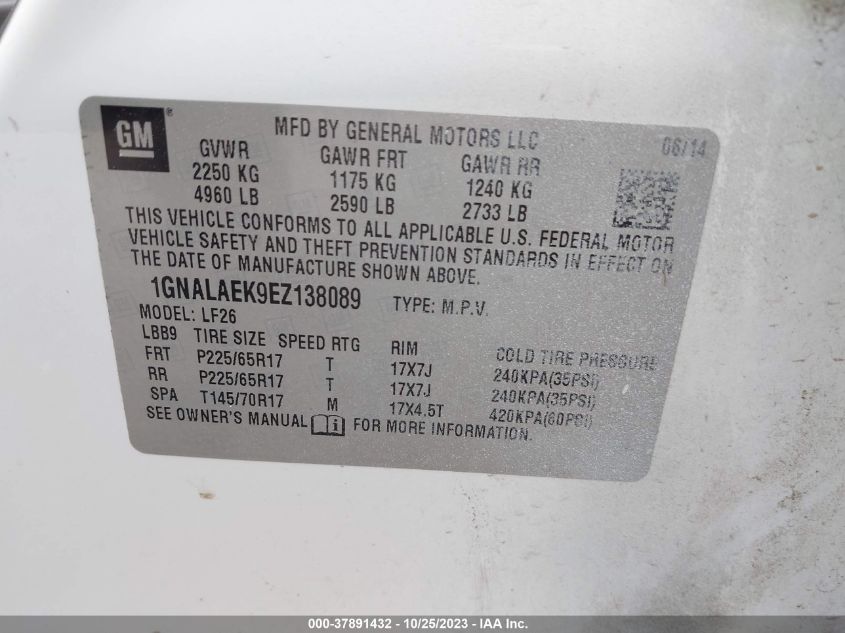 GM®
MFD BY GENERAL MOTORS LLC 06/14
GVWR GAWR FRT GAWR RR
2250 KG 1175 KG 1240 KG
4960 LB 2590 LB 2733 LB
THIS VEHICLE CONFORMS TO ALL APPLICABLE U.S. FEDERAL MOTOR
VEHICLE SAFETY AND THEFT PREVENTION STANDARDS IN EFFECT ON
THE DATE OF MANUFACTURE SHOWN ABOVE.
1GNALAEK9EZ138089 TYPE: M.P.V.
MODEL: LF26
LBB9 TIRE SIZE SPEED RTG RIM COLD TIRE PRESSURE
FRT P225/65R17 T 17X7J 240KPA(35PSI)
RR P225/65R17 T 17X7J 240KPA(35PSI)
SPA T145/70R17 M 17X4.5T 420KPA(60PSI)
SEE OWNER'S MANUAL FOR MORE INFORMATION.
000-37891432 - 10/25/2023 - IAA Inc.